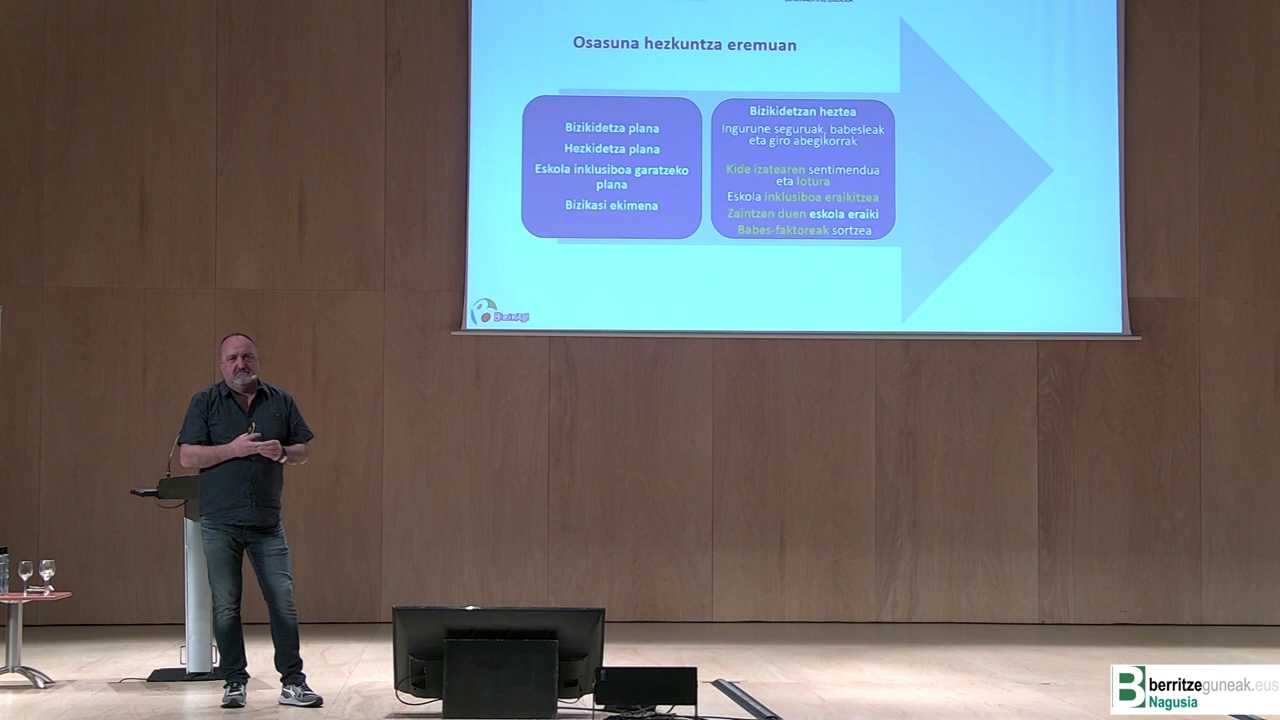 Osasuna hezkuntza eremuan
Bizikidetza plana
Hezkidetza plana
Eskola inklusiboa garatzeko
plana
Bizikasi ekimena
Bizikidetzan heztea
Ingurune seguruak, babesleak
eta giro abegikorrak
Kide izatearen sentimendua
eta lotura
Eskola inklusiboa eraikitzea
Zaintzen duen eskola eraiki
Babes-faktoreak sortzea
berritzeguneak.eus
Nagusia